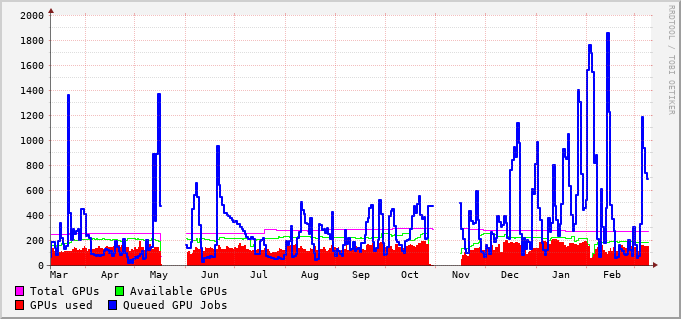 2000
1800
1600
1400
1200
1000
800
600
400
200
0
Mar Apr May Jun Jul Aug Sep Oct Nov Dec Jan Feb
Total GPUs Available GPUs
GPUs used Queued GPU Jobs
RRDTOOL / TOBI OETIKER